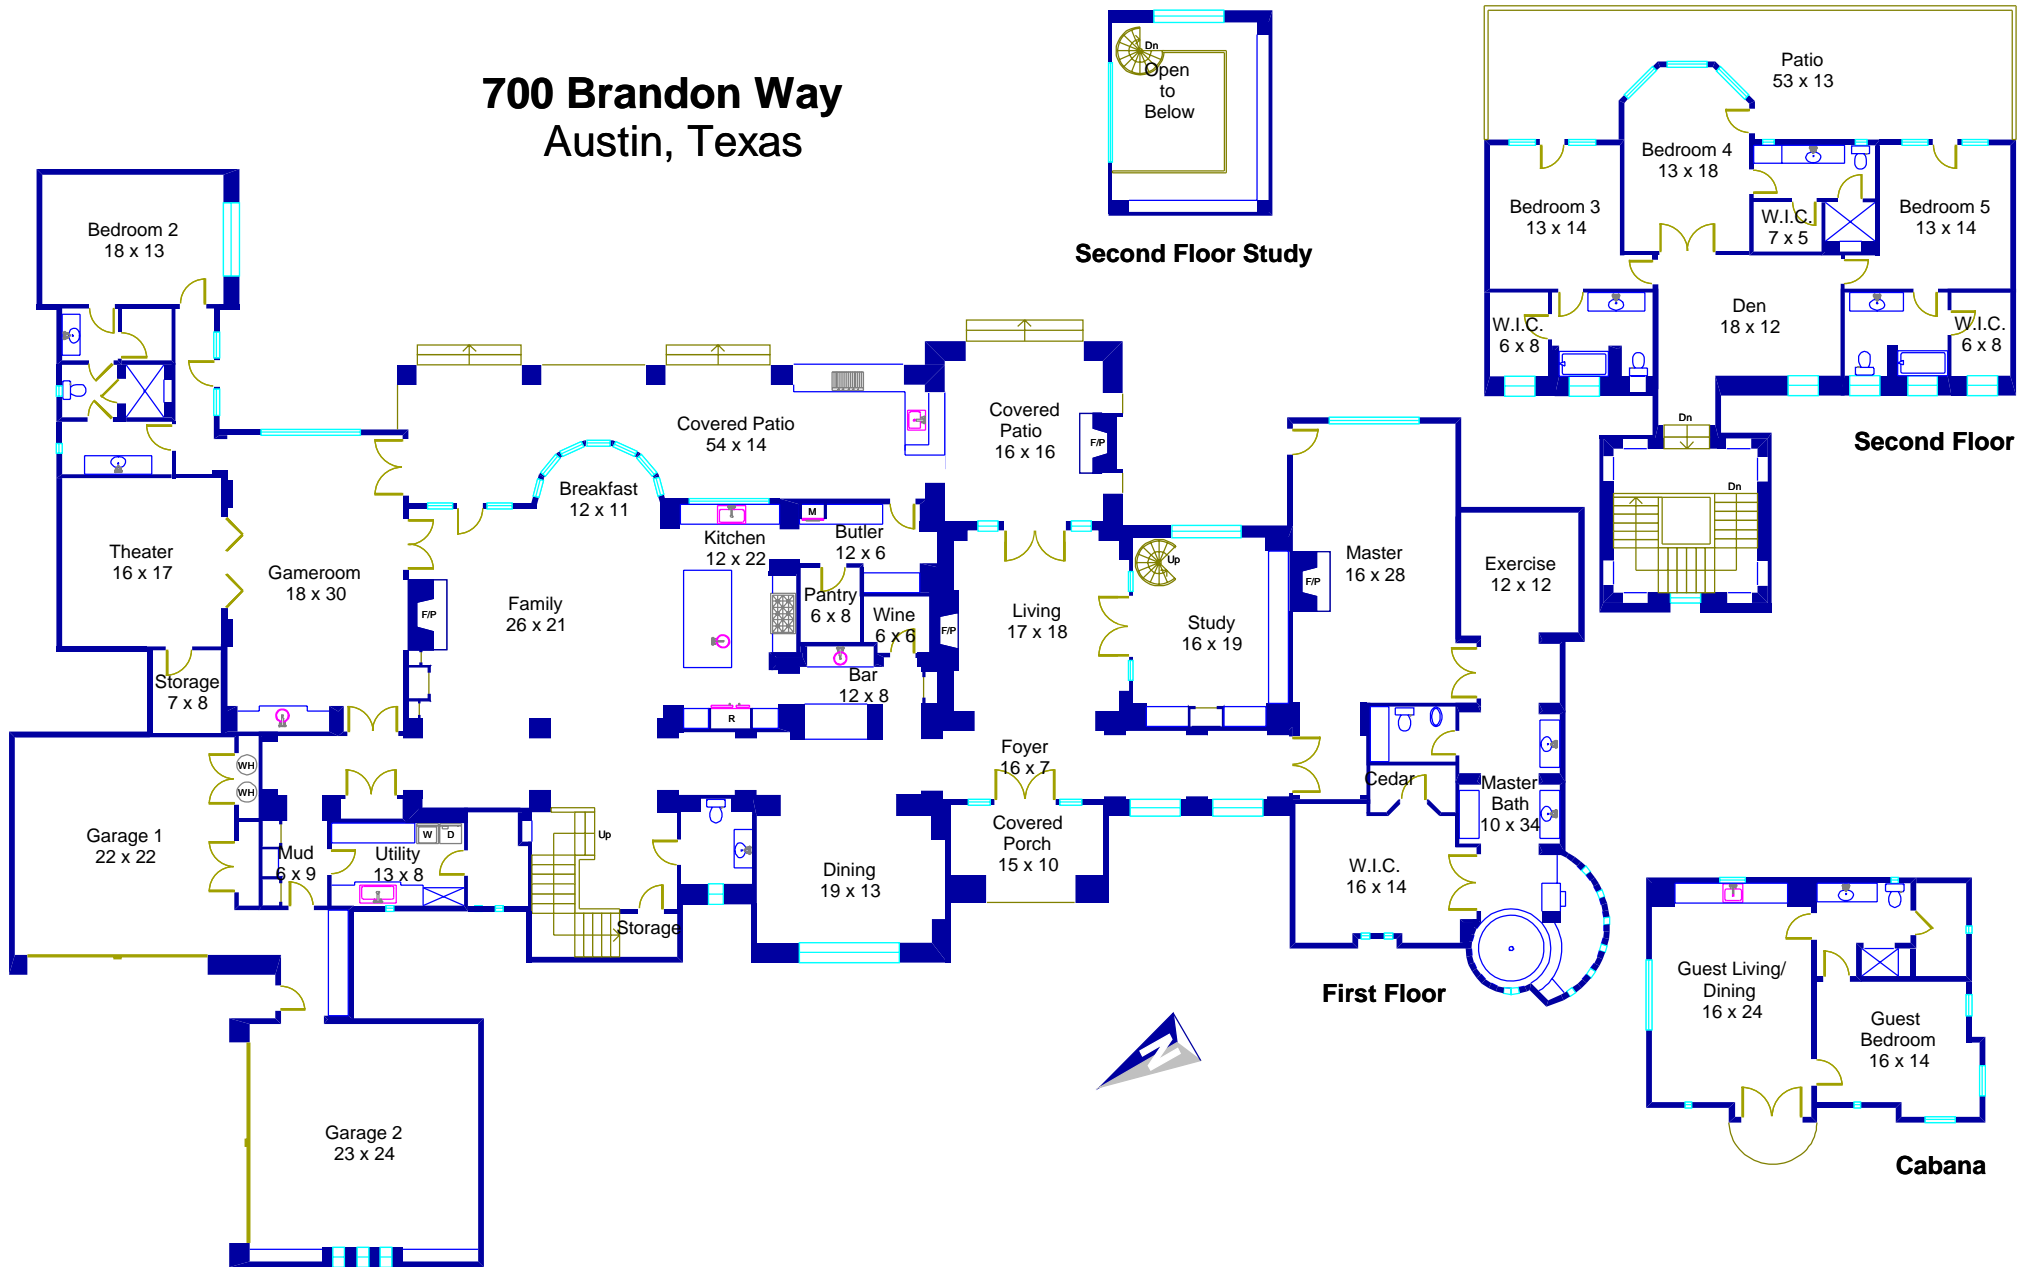 700 Brandon Way
Austin, Texas
Dn
Open
to
Below
Second Floor Study
Patio
53 x 13
Bedroom 4
13 x 18
Bedroom 3
13 x 14
W.I.C.
7 x 5
Bedroom 5
13 x 14
Den
18 x 12
W.I.C.
6 x 8
W.I.C.
6 x 8
Dn
Dn
Second Floor
Bedroom 2
18 x 13
Covered Patio
54 x 14
Covered
Patio
16 x 16
F/P
Breakfast
12 x 11
Kitchen
12 x 22
M
Butler
12 x 6
Theater
16 x 17
Gameroom
18 x 30
F/P
Family
26 x 21
Pantry
6 x 8
Wine
6 x 6
F/P
Living
17 x 18
Up
Study
16 x 19
Master
16 x 28
F/P
Exercise
12 x 12
Storage
7 x 8
Bar
12 x 8
R
Foyer
16 x 7
WH
WH
Cedar
Master
Bath
10 x 34
Garage 1
22 x 22
Mud
6 x 9
W
D
Utility
13 x 8
Up
Storage
Dining
19 x 13
Covered
Porch
15 x 10
W.I.C.
16 x 14
First Floor
N
Garage 2
23 x 24
Guest Living/
Dining
16 x 24
Guest
Bedroom
16 x 14
Cabana